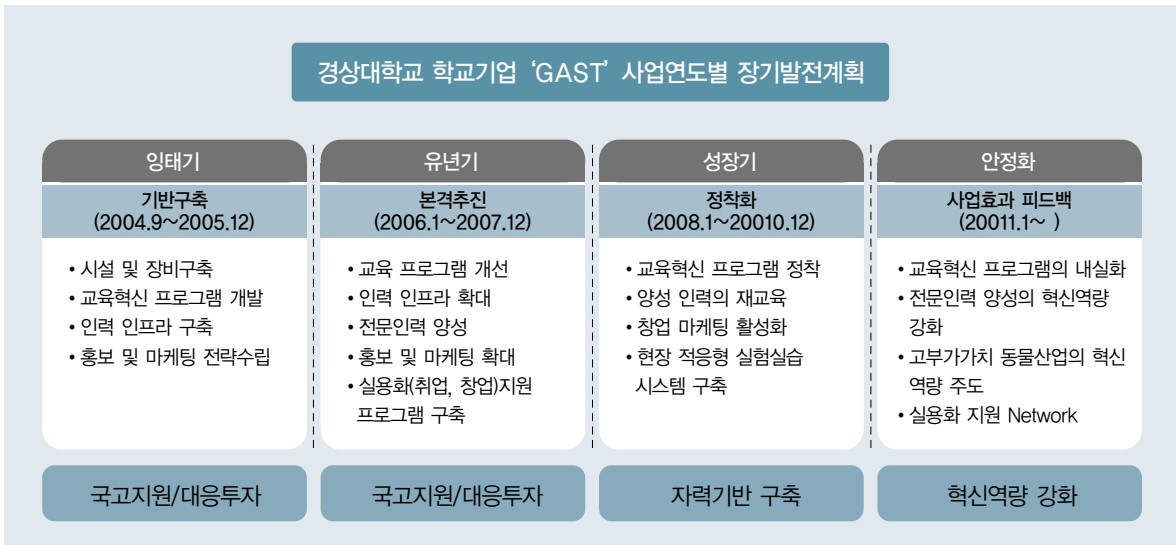 경상대학교 학교기업 ‘GAST’ 사업연도별 장기발전계획
잉태기
기반구축
(2004.9~2005.12)
• 시설 및 장비구축
• 교육혁신 프로그램 개발
• 인력 인프라 구축
• 홍보 및 마케팅 전략수립
국고지원/대응투자
유년기
본격추진
(2006.1~2007.12)
• 교육 프로그램 개선
• 인력 인프라 확대
• 전문인력 양성
• 홍보 및 마케팅 확대
• 실용화(취업, 창업)지원
프로그램 구축
국고지원/대응투자
성장기
정착화
(2008.1~20010.12)
• 교육혁신 프로그램 정착
• 양성 인력의 재교육
• 창업 마케팅 활성화
• 현장 적응형 실험실습
시스템 구축
자력기반 구축
안정화
사업효과 피드백
(20011.1~ )
• 교육혁신 프로그램의 내실화
• 전문인력 양성의 혁신역량
강화
• 고부가가치 동물산업의 혁신
역량 주도
• 실용화 지원 Network
혁신역량 강화